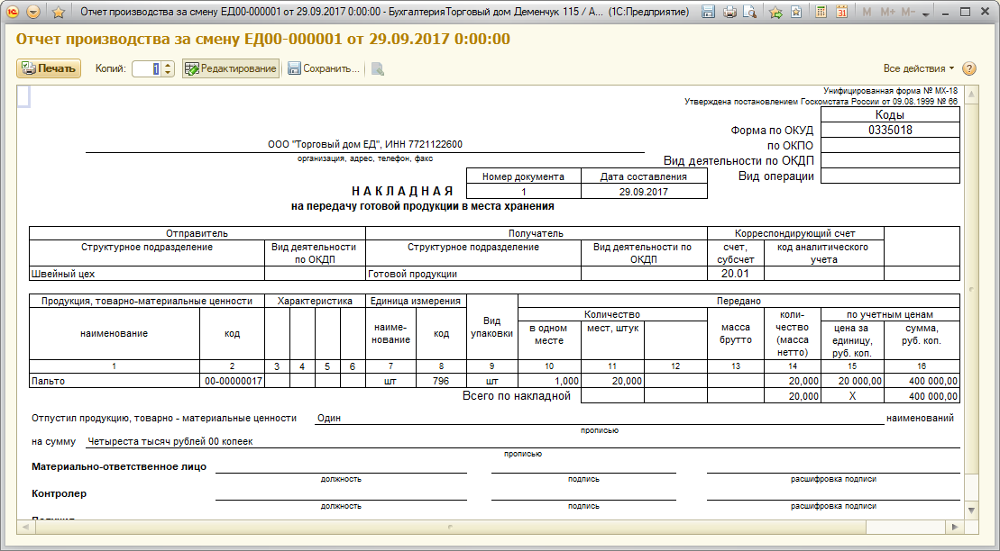 Отчет производства за смену ЕД00-000001 от 29.09.2017 0:00:00 - БухгалтерияТорговый дом Деменчук 115 / А... (1С:Предприятие)
M M+ M-
Отчет производства за смену ЕД00-000001 от 29.09.2017 0:00:00
Печать Копий: 1 Редактирование Сохранить... Все действия
Унифицированная форма № МХ-18
Утверждена постановлением Госкомстата России от 09.08.1999 № 66
Коды
Форма по ОКУД 0335018
ООО "Торговый дом ЕД", ИНН 7721122600 по ОКПО
организация, адрес, телефон, факс Вид деятельности по ОКДП
Номер документа Дата составления Вид операции
НАКЛАДНАЯ 1 29.09.2017
на передачу готовой продукции в места хранения
Отправитель Получатель Корреспондирующий счет
Структурное подразделение Вид деятельности по ОКДП Структурное подразделение Вид деятельности по ОКДП счет, субсчет код аналитического учета
Швейный цех Готовой продукции 20.01
Продукция, товарно-материальные ценности Характеристика Единица измерения Вид упаковки Передано
Количество масса брутто коли-чество (масса нетто) по учетным ценам
наименование код наиме-нование код в одном месте мест, штук цена за единицу, руб. коп. сумма, руб. коп.
1 2 3 4 5 6 7 8 9 10 11 12 13 14 15 16
Пальто 00-00000017 шт 796 шт 1,000 20,000 20,000 20 000,00 400 000,00
Всего по накладной 20,000 X 400 000,00
Отпустил продукцию, товарно - материальные ценности Один наименований
прописью
на сумму Четыреста тысяч рублей 00 копеек
прописью
Материально-ответственное лицо
должность подпись расшифровка подписи
Контролер
должность подпись расшифровка подписи